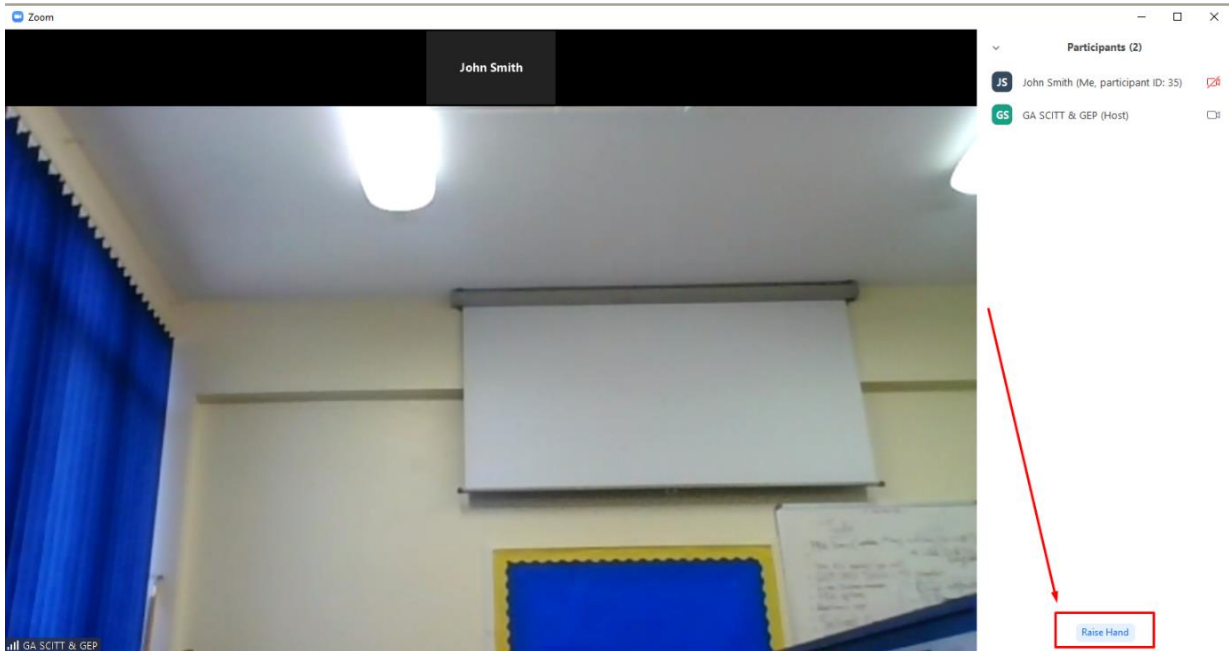 Zoom
John Smith
Participants (2)
JS John Smith (Me, participant ID: 35)
GS GA SCITT & GEP (Host)
Raise Hand
GA SCITT & GEP